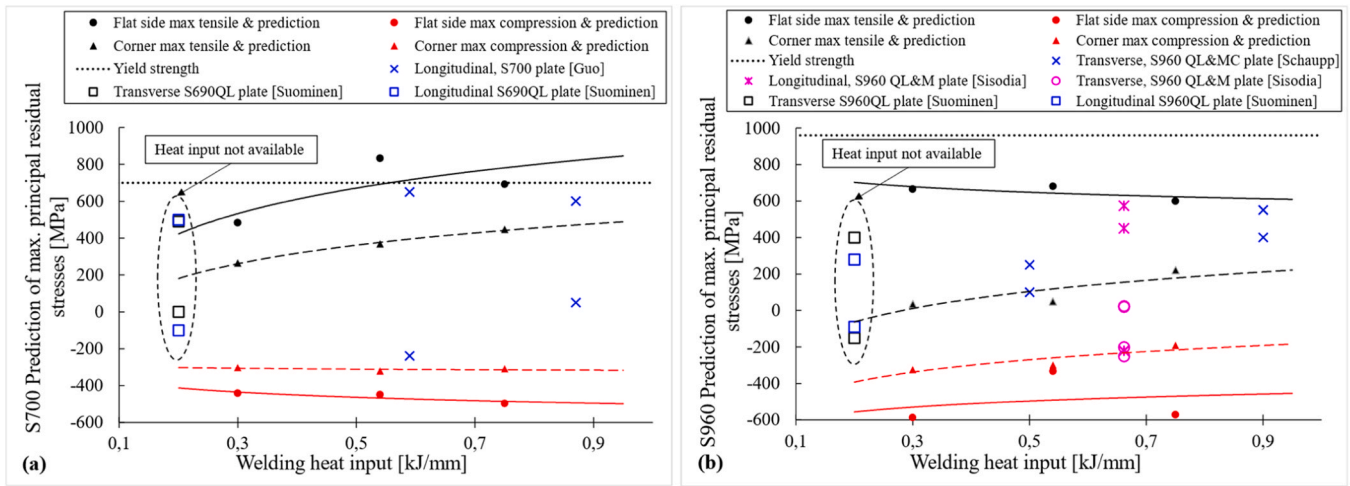 Flat side max tensile & prediction
Flat side max compression & prediction
Corner max tensile & prediction
Corner max compression & prediction
Yield strength
Longitudinal, S700 plate [Guo]
Transverse S690QL plate [Suominen]
Longitudinal S690QL plate [Suominen]
S700 Prediction of max. principal residual
stresses [MPa]
1000
800
600
400
200
0
-200
-400
-600
Heat input not available
0,1
0,3
0,5
0,7
0,9
Welding heat input [kJ/mm]
(a)
Flat side max tensile & prediction
Flat side max compression & prediction
Corner max tensile & prediction
Corner max compression & prediction
Yield strength
Transverse, S960 QL&MC plate [Schaupp]
Longitudinal, S960 QL&M plate [Sisodia]
Transverse, S960 QL&M plate [Sisodia]
Transverse S960QL plate [Suominen]
Longitudinal S960QL plate [Suominen]
S960 Prediction of max. principal residual
stresses [MPa]
1000
800
600
400
200
0
-200
-400
-600
Heat input not available
0,1
0,3
0,5
0,7
0,9
Welding heat input [kJ/mm]
(b)